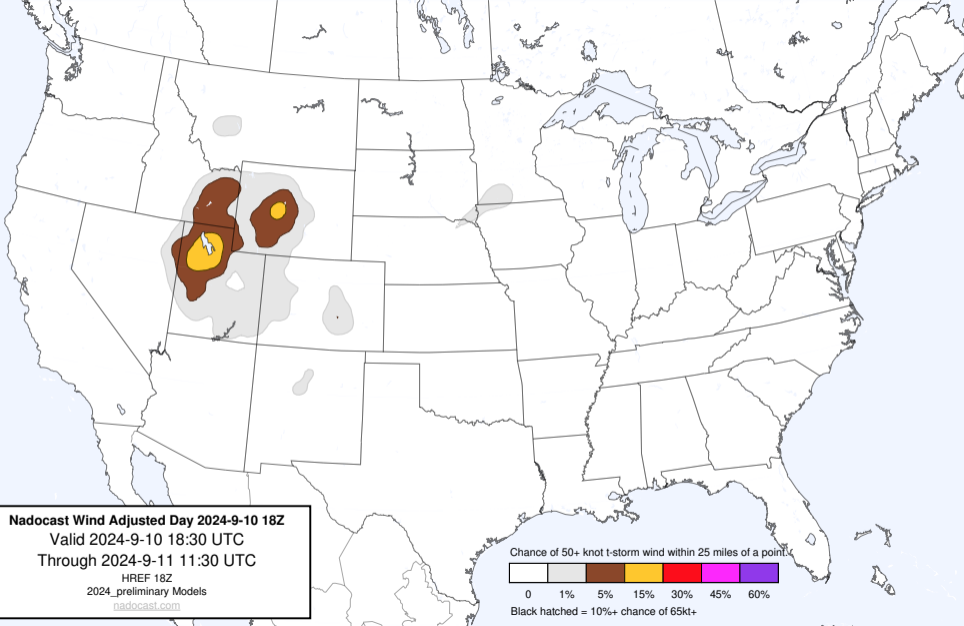 Nadocast Wind Adjusted Day 2024-9-10 18Z
Valid 2024-9-10 18:30 UTC
Through 2024-9-11 11:30 UTC
HREF 18Z
2024_preliminary Models
nadocast.com
Chance of 50+ knot t-storm wind within 25 miles of a point.
0 1% 5% 15% 30% 45% 60%
Black hatched = 10%+ chance of 65kt+